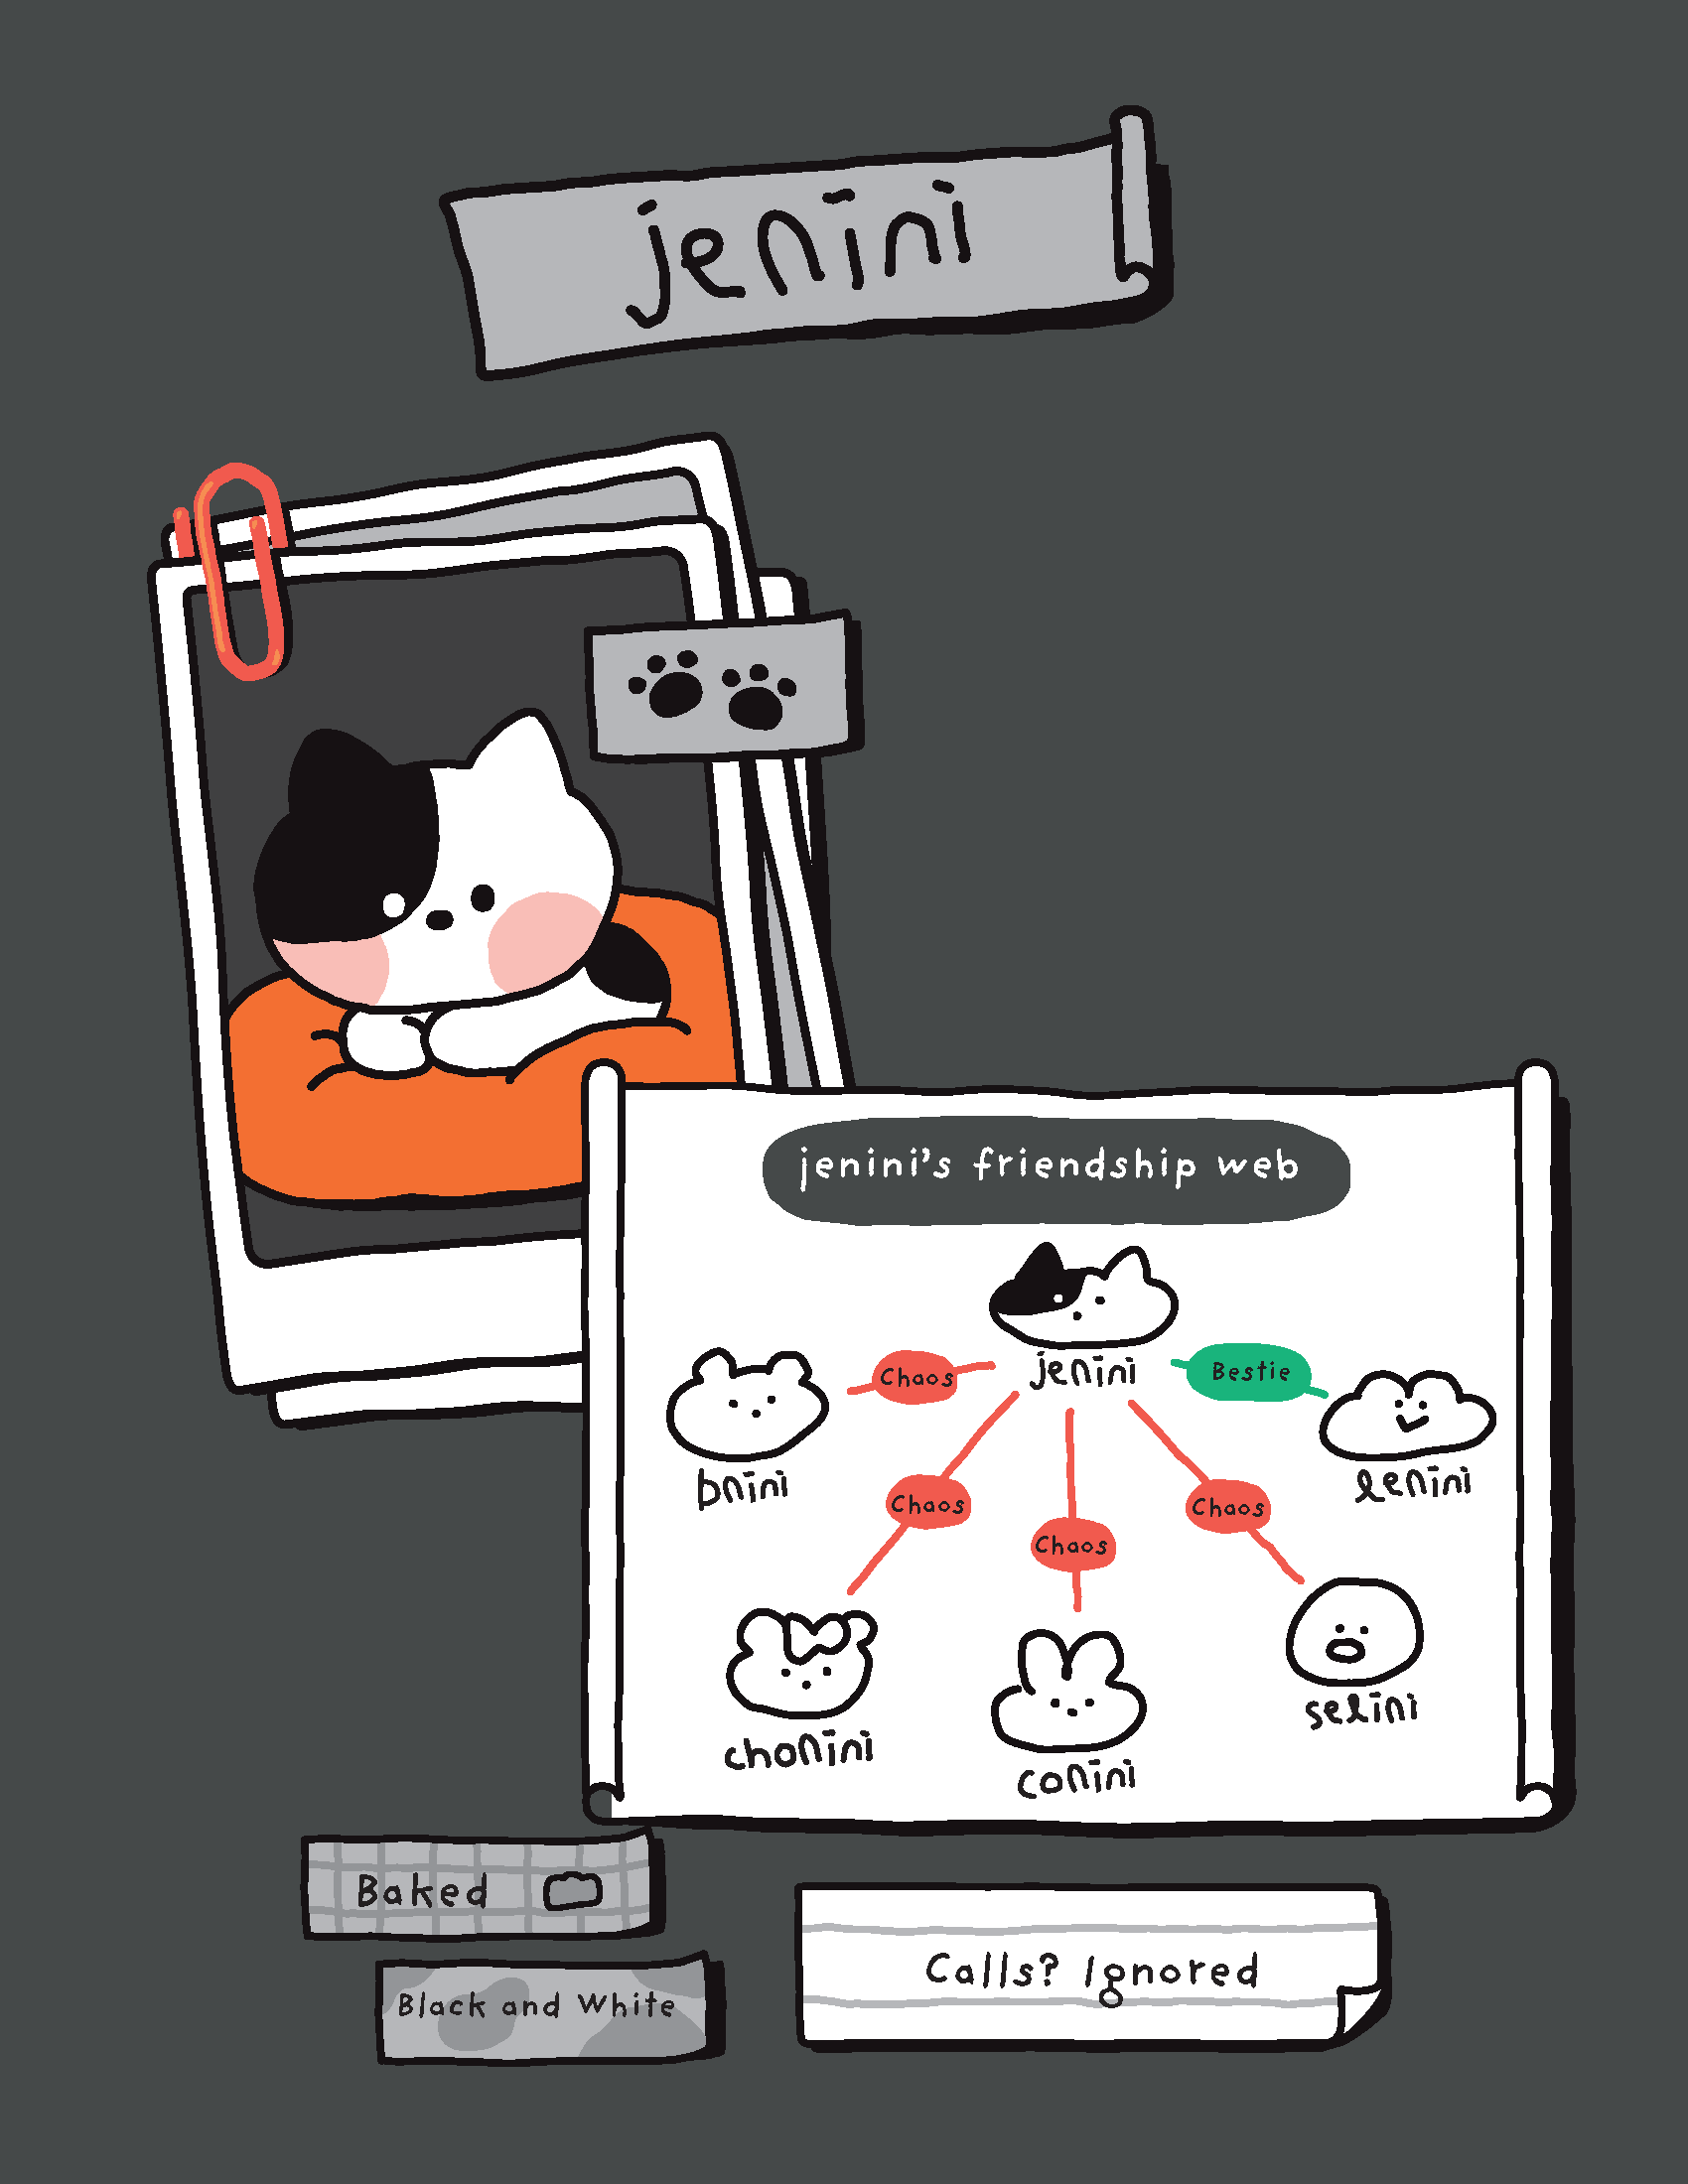 jenini
jenini's friendship web
jenini
Chaos
Bestie
bnini
lenini
Chaos
Chaos
Chaos
chonini
conini
selini
Baked
Black and White
Calls? Ignored